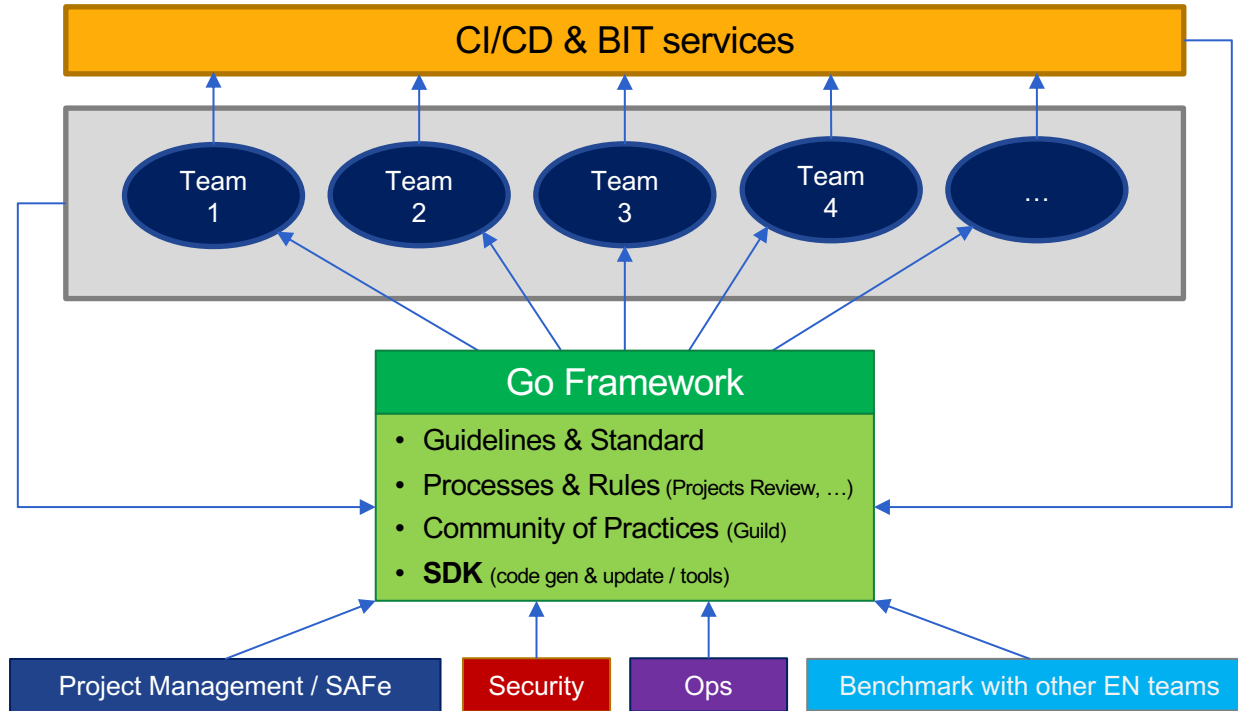 CI/CD & BIT services
Team
1
Team
2
Team
3
Team
4
...
Go Framework
• Guidelines & Standard
• Processes & Rules (Projects Review, ...)
• Community of Practices (Guild)
• SDK (code gen & update / tools)
Project Management / SAFe
Security
Ops
Benchmark with other EN teams